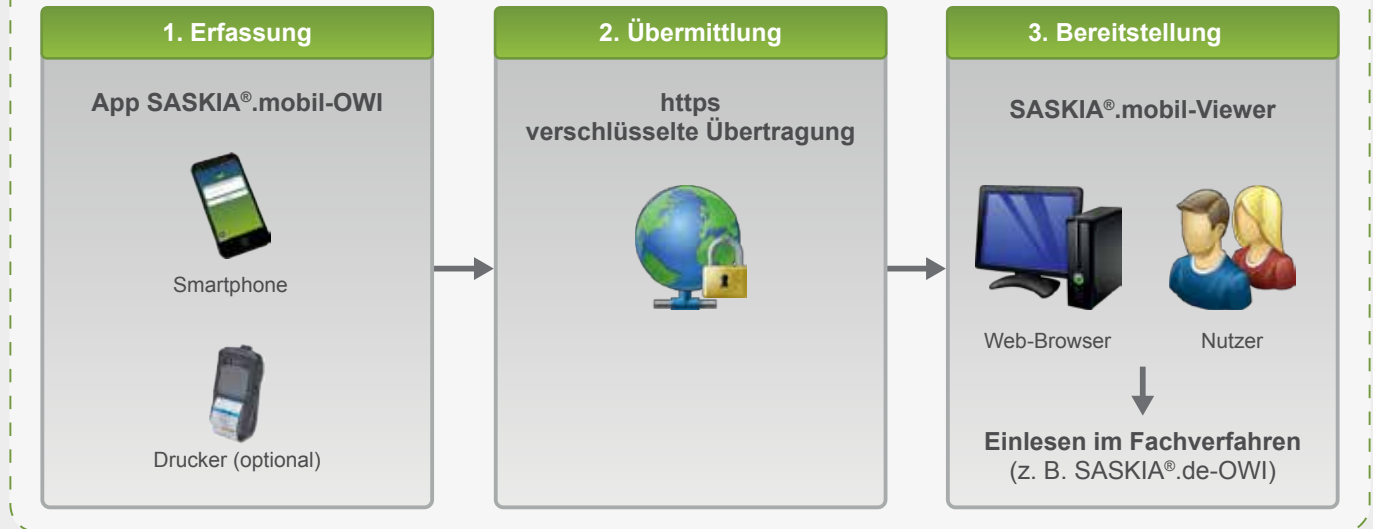 1. Erfassung
App SASKIA®.mobil-OWI
Smartphone
Drucker (optional)
2. Übermittlung
https
verschlüsselte Übertragung
3. Bereitstellung
SASKIA®.mobil-Viewer
Web-Browser
Nutzer
Einlesen im Fachverfahren
(z. B. SASKIA®.de-OWI)